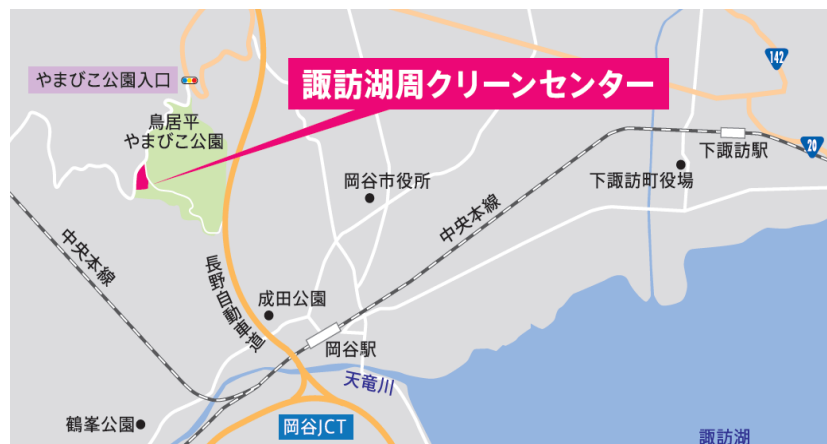 142
諏訪湖周クリーンセンター
やまびこ公園入口
鳥居平
やまびこ公園
20
下諏訪駅
岡谷市役所
下諏訪町役場
中央本線
中央本線
長野自動車道
成田公園
岡谷駅
天竜川
鶴峯公園
岡谷JCT
諏訪湖